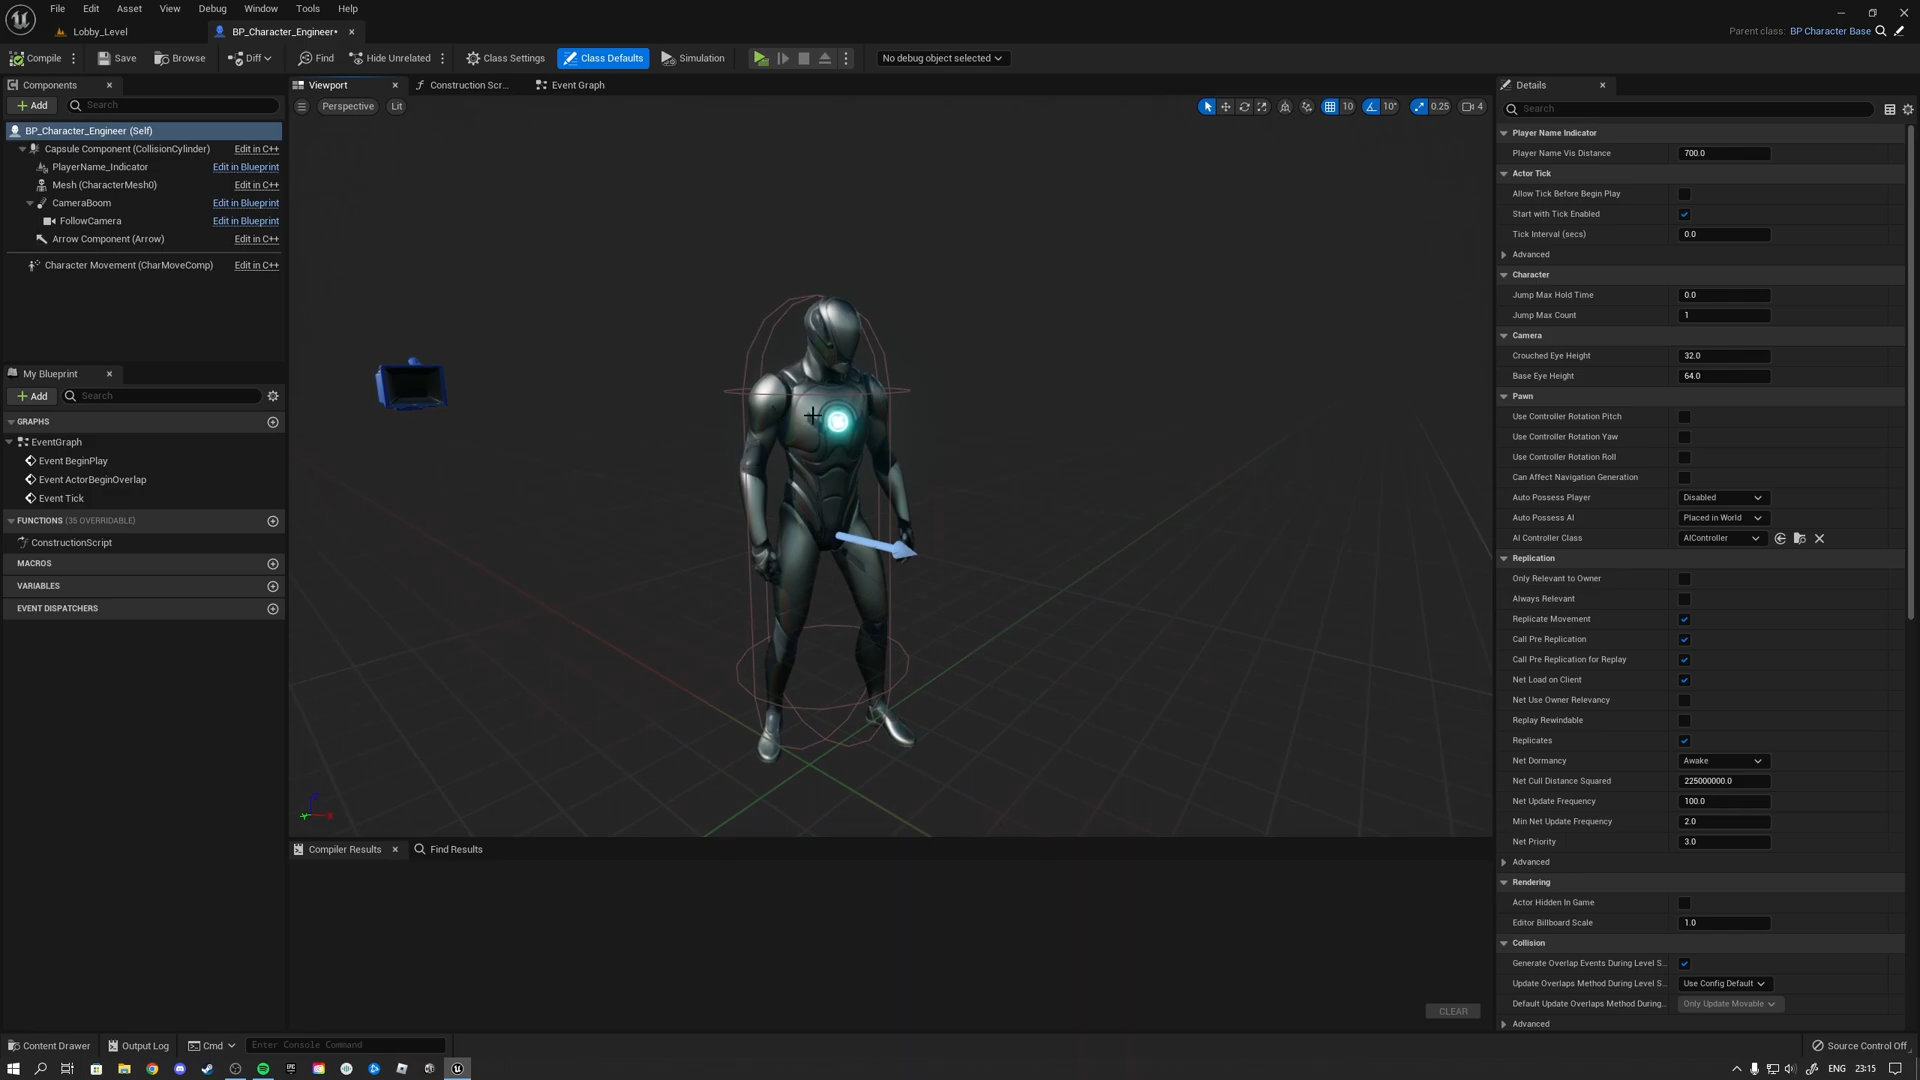 File Edit Asset View Debug Window Tools Help
Lobby_Level
BP_Character_Engineer*
Parent class: BP Character Base
Compile
Save
Browse
Diff
Find
Hide Unrelated
Class Settings
Class Defaults
Simulation
No debug object selected
Components
Add
Search
BP_Character_Engineer (Self)
Capsule Component (CollisionCylinder) Edit in C++
PlayerName_Indicator Edit in Blueprint
Mesh (CharacterMesh0) Edit in C++
CameraBoom Edit in Blueprint
FollowCamera Edit in Blueprint
Arrow Component (Arrow) Edit in C++
Character Movement (CharMoveComp) Edit in C++
My Blueprint
Add
Search
GRAPHS
EventGraph
Event BeginPlay
Event ActorBeginOverlap
Event Tick
FUNCTIONS (35 OVERRIDABLE)
ConstructionScript
MACROS
VARIABLES
EVENT DISPATCHERS
Viewport
Construction Scr...
Event Graph
Perspective
Lit
10
10°
0.25
4
Compiler Results
Find Results
CLEAR
Details
Search
Player Name Indicator
Player Name Vis Distance 700.0
Actor Tick
Allow Tick Before Begin Play
Start with Tick Enabled
Tick Interval (secs) 0.0
Advanced
Character
Jump Max Hold Time 0.0
Jump Max Count 1
Camera
Crouched Eye Height 32.0
Base Eye Height 64.0
Pawn
Use Controller Rotation Pitch
Use Controller Rotation Yaw
Use Controller Rotation Roll
Can Affect Navigation Generation
Auto Possess Player Disabled
Auto Possess AI Placed in World
AI Controller Class AIController
Replication
Only Relevant to Owner
Always Relevant
Replicate Movement
Call Pre Replication
Call Pre Replication for Replay
Net Load on Client
Net Use Owner Relevancy
Replay Rewindable
Replicates
Net Dormancy Awake
Net Cull Distance Squared 225000000.0
Net Update Frequency 100.0
Min Net Update Frequency 2.0
Net Priority 3.0
Advanced
Rendering
Actor Hidden In Game
Editor Billboard Scale 1.0
Collision
Generate Overlap Events During Level S...
Update Overlaps Method During Level S... Use Config Default
Default Update Overlaps Method During... Only Update Movable
Advanced
Content Drawer
Output Log
Cmd
Enter Console Command
Source Control Off
ENG 23:15